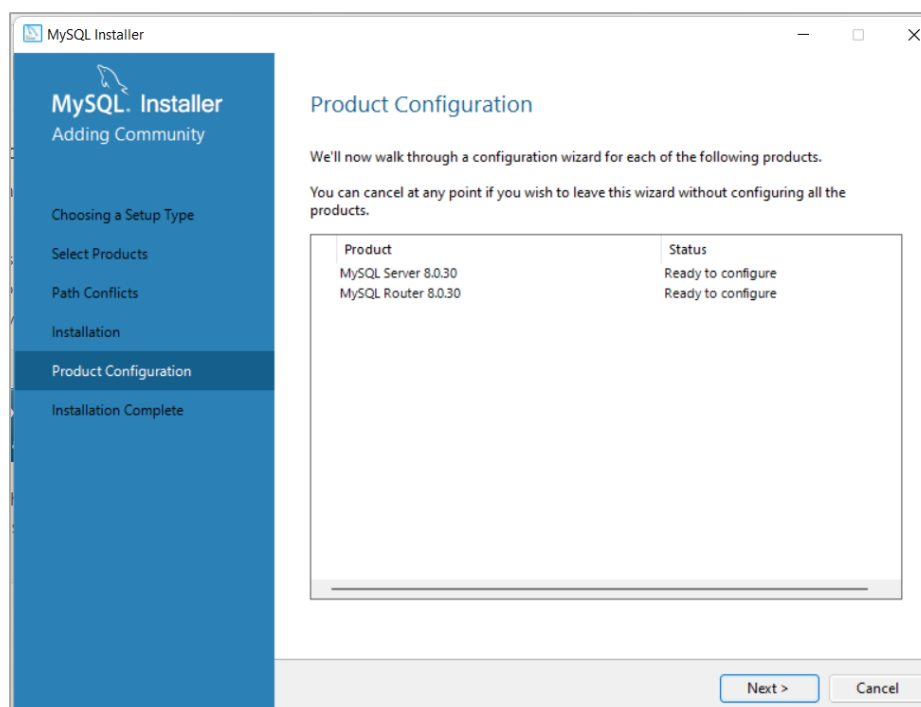 MySQL Installer
MySQL. Installer
Adding Community
Choosing a Setup Type
Select Products
Path Conflicts
Installation
Product Configuration
Installation Complete
Product Configuration
We'll now walk through a configuration wizard for each of the following products.
You can cancel at any point if you wish to leave this wizard without configuring all the
products.
Product Status
MySQL Server 8.0.30 Ready to configure
MySQL Router 8.0.30 Ready to configure
Next > Cancel